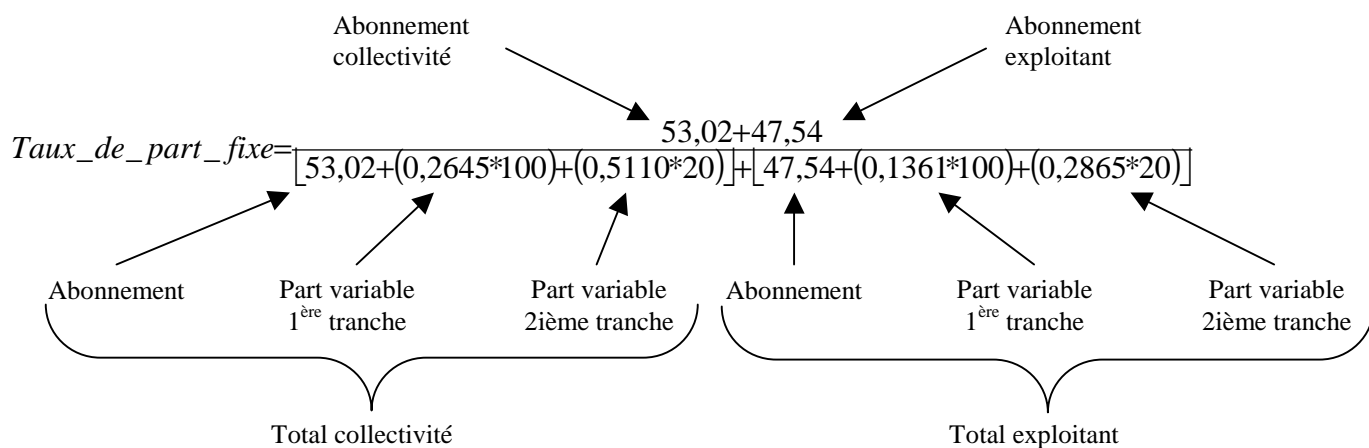 Abonnement
collectivité
Abonnement
exploitant
53,02+47,54
Taux_de_part_fixe=
[53,02+(0,2645*100)+(0,5110*20)]+[47,54+(0,1361*100)+(0,2865*20)]
Abonnement
Part variable
1ère tranche
Part variable
2ième tranche
Abonnement
Part variable
1ère tranche
Part variable
2ième tranche
Total collectivité
Total exploitant